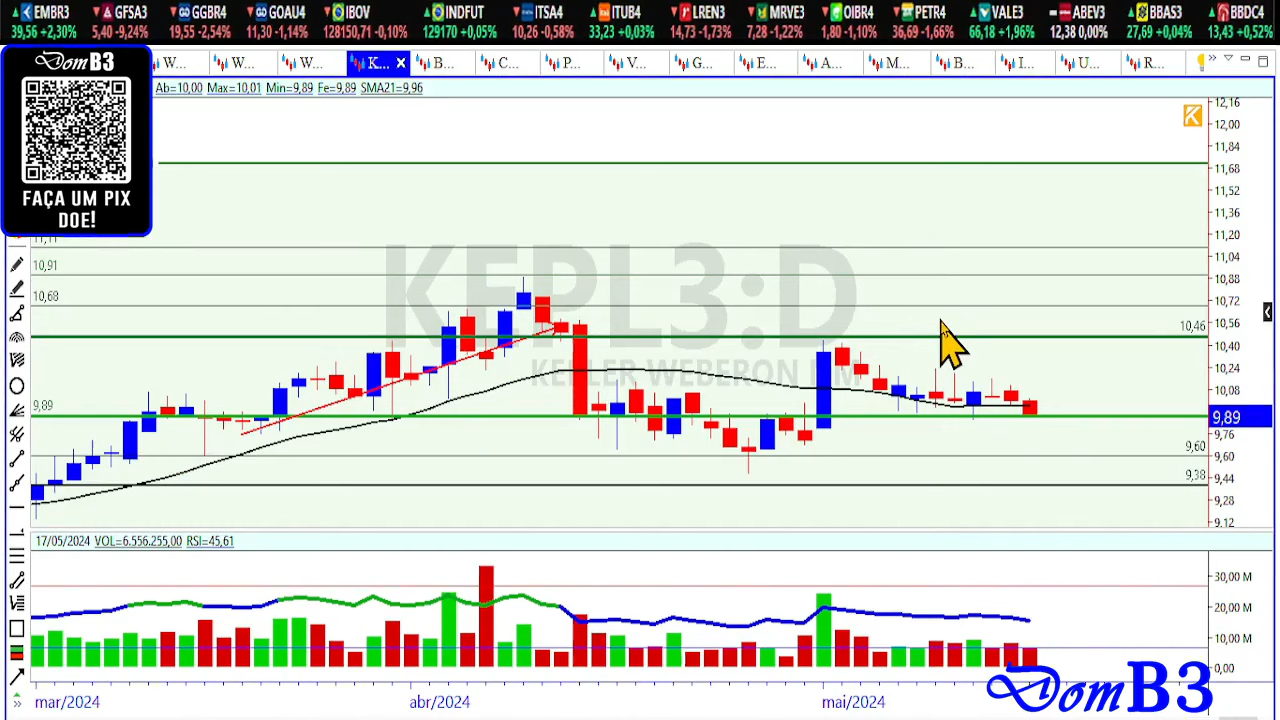 EMBR3 GFSA3 GGBR4 GOAU4 IBOV INDFUT ITSA4 ITUB4 LREN3 MRVE3 OIBR4 PETR4 VALE3 ABEV3 BBAS3 BBDC4
39,56 +2,30% 5,40 -9,24% 19,55 -2,54% 11,30 -1,14% 128150,71 -0,10% 129170 +0,05% 10,26 -0,58% 33,23 +0,03% 14,73 -1,73% 7,28 -1,22% 1,80 -1,10% 36,69 -1,66% 66,18 +1,96% 12,38 0,00% 27,69 +0,04% 13,43 +0,52%
DomB3
W... W... W... K... B... C... P... V... G... E... A... M... B... I... U... R...
Ab=10,00 Max=10,01 Min=9,89 Fe=9,89 SMA21=9,96
FAÇA UM PIX
DOE!
12,16
12,00
11,84
11,68
11,52
11,36
11,20
11,04
10,88
10,72
10,56
10,40
10,24
10,08
9,89
9,76
9,60
9,44
9,28
9.12
11,11
10,91
10,68
10,46
9,89
9,60
9,38
KEPL3:D
KEPLER WEBERON NM
17/05/2024 VOL=6.556.255,00 RSI=45,61
30,00 M
20,00 M
10,00 M
0,00
mar/2024 abr/2024 mai/2024
DomB3